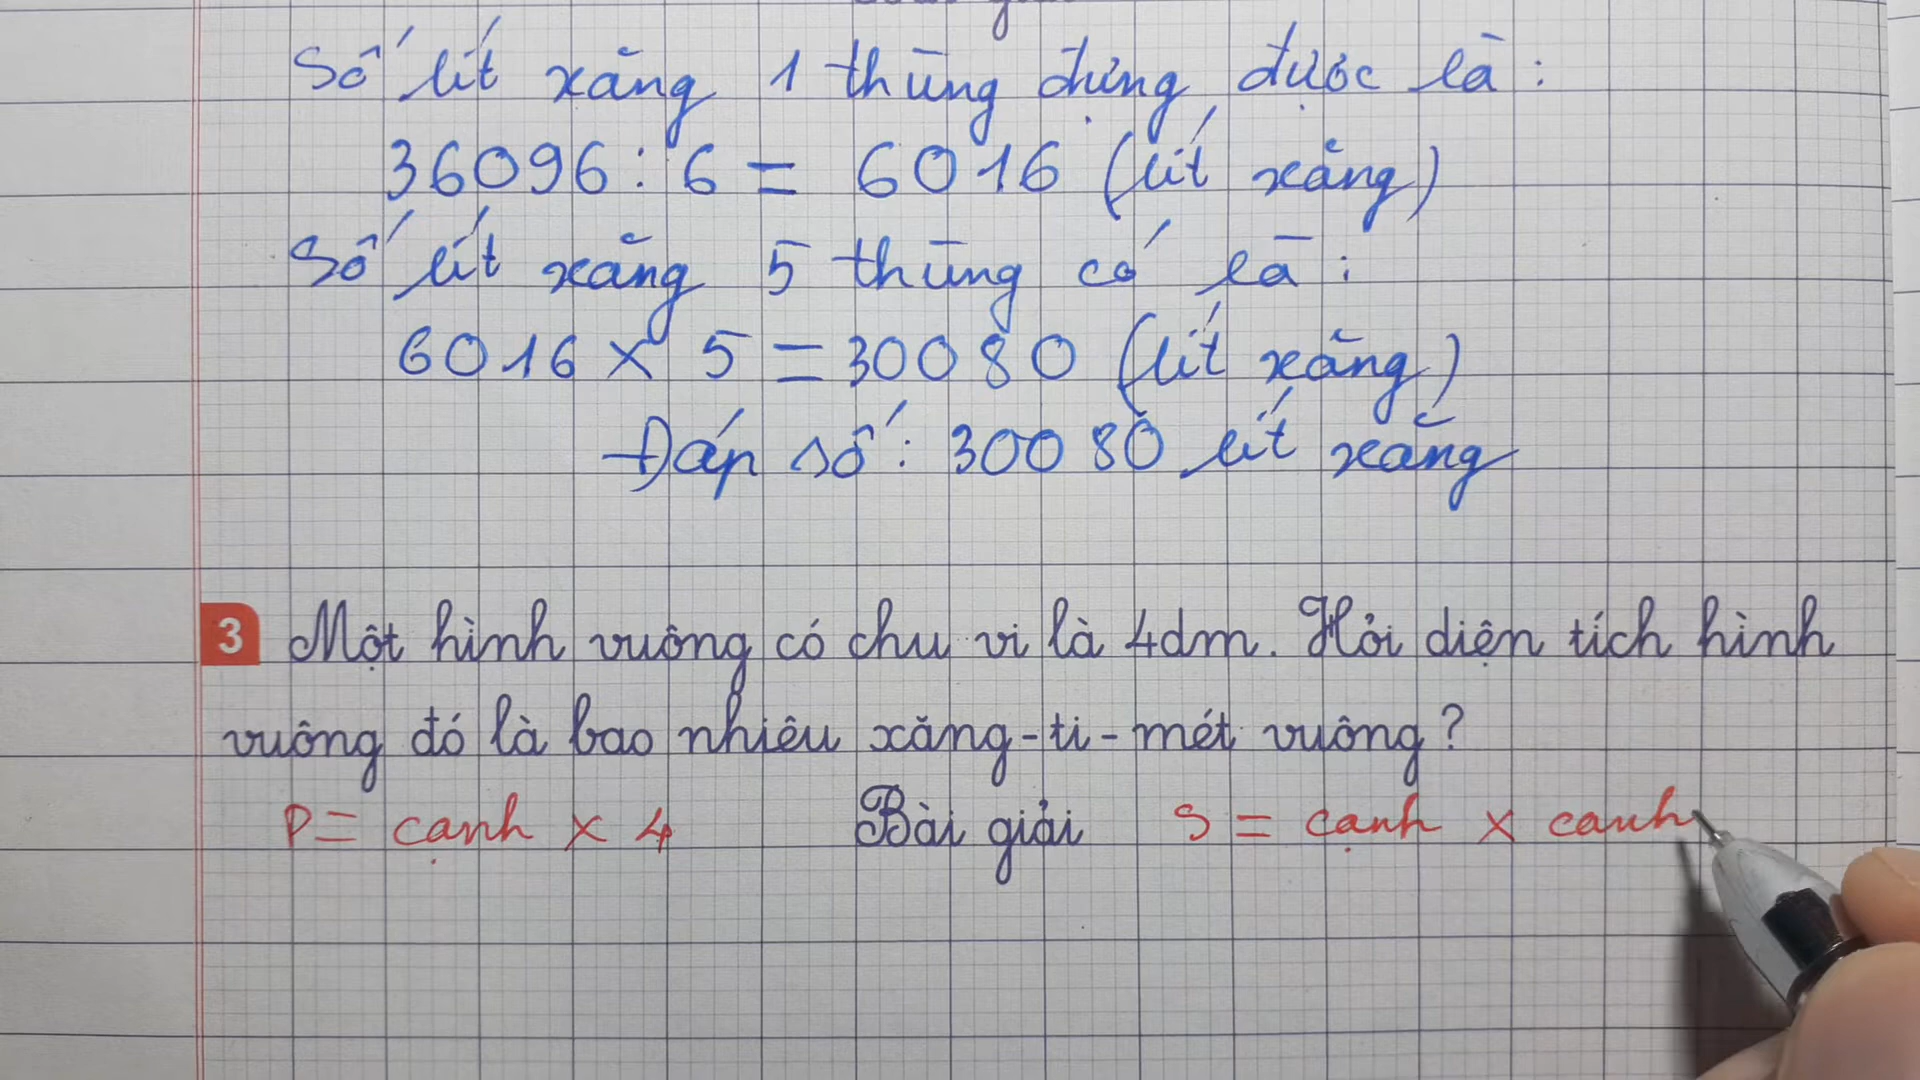 Số lít xăng 1 thùng đựng được là:
36096 : 6 = 6016 (lít xăng)
Số lít xăng 5 thùng có là:
6016 x 5 = 30080 (lít xăng)
Đáp số: 30080 lít xăng
3 Một hình vuông có chu vi là 4dm. Hỏi diện tích hình
vuông đó là bao nhiêu xăng-ti-mét vuông?
P = cạnh x 4 Bài giải S = cạnh x canh